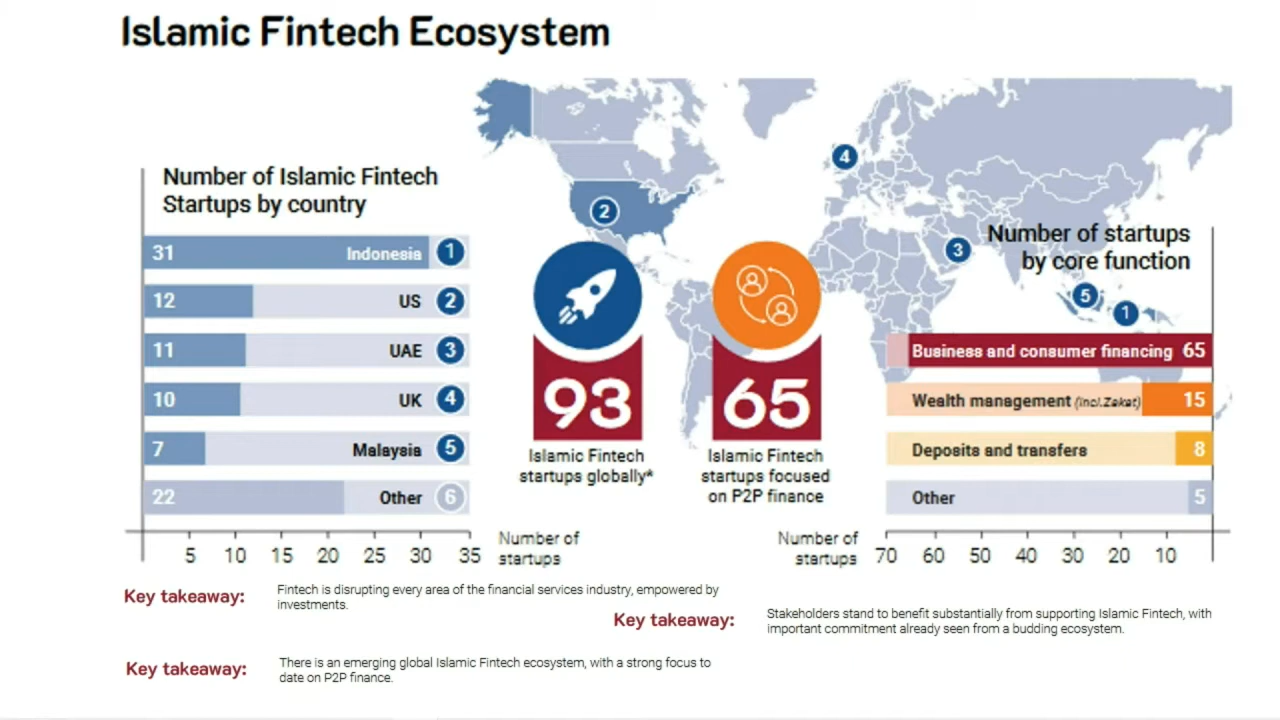 Islamic Fintech Ecosystem
Number of Islamic Fintech
Startups by country
31 Indonesia 1
12 US 2
11 UAE 3
10 UK 4
7 Malaysia 5
22 Other 6
5 10 15 20 25 30 35
Number of
startups
2
4
3
5
1
93
Islamic Fintech
startups globally*
65
Islamic Fintech
startups focused
on P2P finance
Number of startups
by core function
Business and consumer financing 65
Wealth management (incl.Zakat) 15
Deposits and transfers 8
Other 5
Number of
startups
70 60 50 40 30 20 10
Key takeaway:
Fintech is disrupting every area of the financial services industry, empowered by
investments.
Key takeaway:
Stakeholders stand to benefit substantially from supporting Islamic Fintech, with
important commitment already seen from a budding ecosystem.
Key takeaway:
There is an emerging global Islamic Fintech ecosystem, with a strong focus to
date on P2P finance.